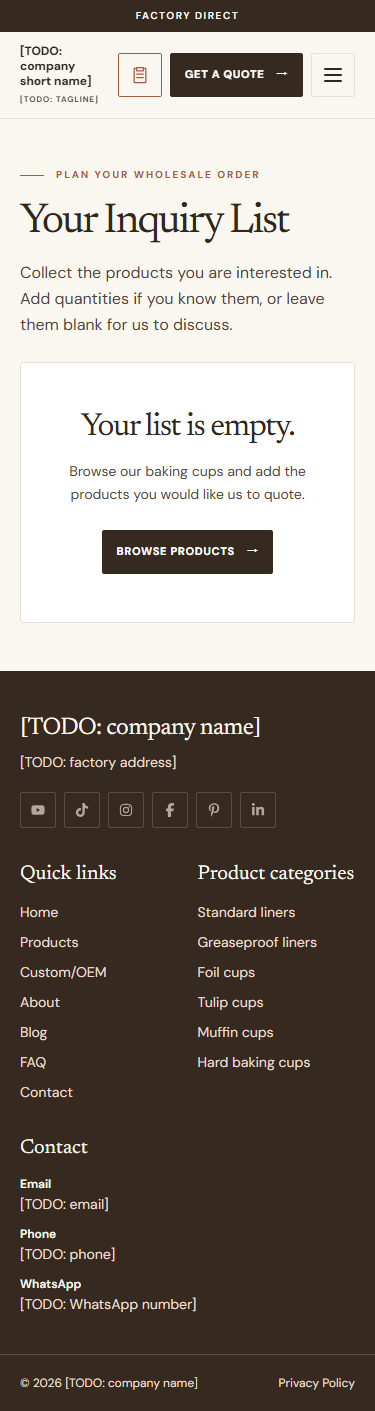 FACTORY DIRECT
[TODO:
company
short name]
[TODO: TAGLINE]
GET A QUOTE →
PLAN YOUR WHOLESALE ORDER
Your Inquiry List
Collect the products you are interested in.
Add quantities if you know them, or leave
them blank for us to discuss.
Your list is empty.
Browse our baking cups and add the
products you would like us to quote.
BROWSE PRODUCTS →
[TODO: company name]
[TODO: factory address]
Quick links
Home
Products
Custom/OEM
About
Blog
FAQ
Contact
Product categories
Standard liners
Greaseproof liners
Foil cups
Tulip cups
Muffin cups
Hard baking cups
Contact
Email
[TODO: email]
Phone
[TODO: phone]
WhatsApp
[TODO: WhatsApp number]
© 2026 [TODO: company name]
Privacy Policy